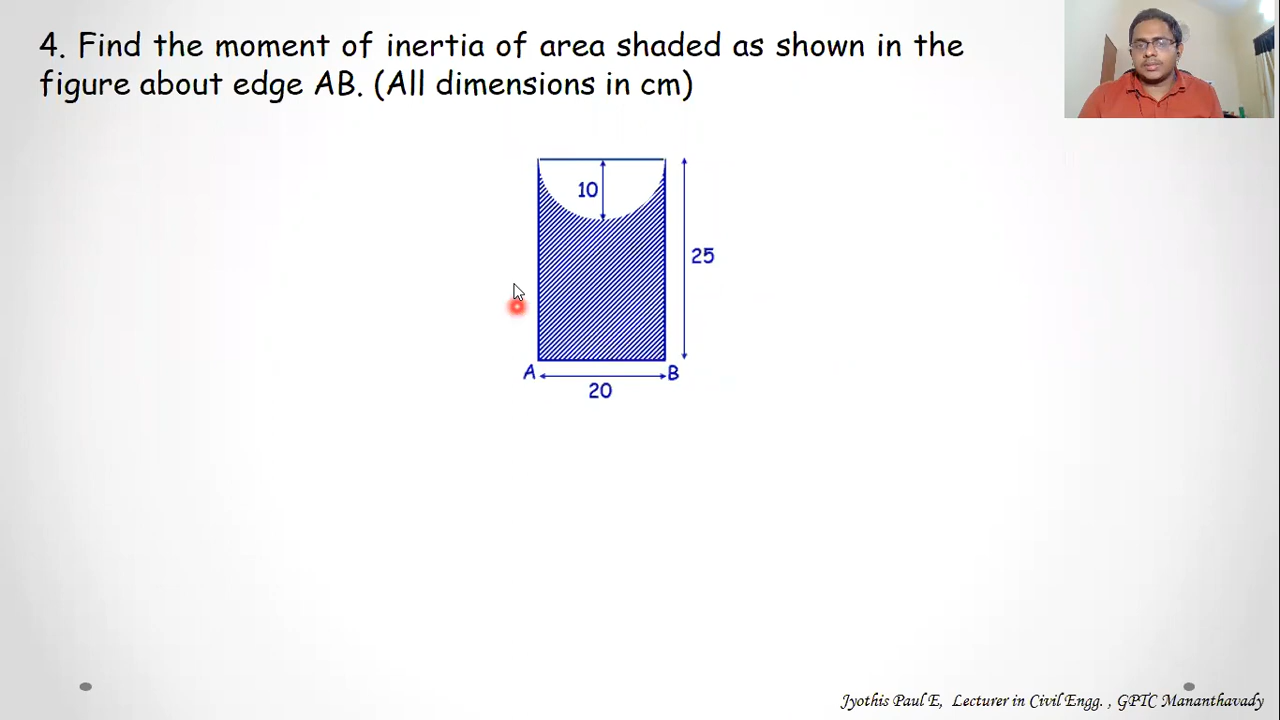 4. Find the moment of inertia of area shaded as shown in the
figure about edge AB. (All dimensions in cm)
10
25
A
B
20
Jyothis Paul E, Lecturer in Civil Engg. , GPTC Mananthavady